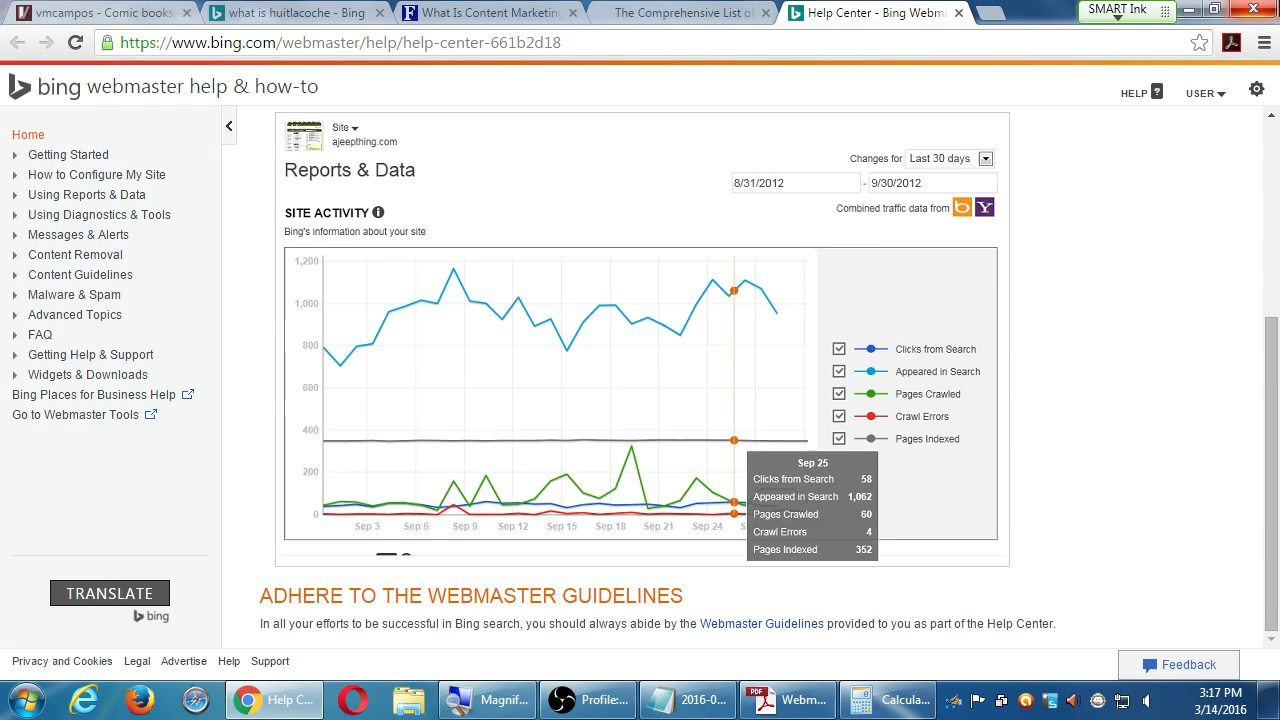 vmcampos - Comic books,
what is huitlacoche - Bing
What Is Content Marketing
The Comprehensive List of
Help Center - Bing Webma
SMART Ink
https://www.bing.com/webmaster/help/help-center-661b2d18
bing webmaster help & how-to
HELP ?
USER
Home
Getting Started
How to Configure My Site
Using Reports & Data
Using Diagnostics & Tools
Messages & Alerts
Content Removal
Content Guidelines
Malware & Spam
Advanced Topics
FAQ
Getting Help & Support
Widgets & Downloads
Bing Places for Business Help
Go to Webmaster Tools
TRANSLATE
bing
Site
ajeepthing.com
Reports & Data
Changes for Last 30 days
8/31/2012 - 9/30/2012
SITE ACTIVITY
Combined traffic data from
Bing's information about your site
1,200
1,000
800
600
400
200
0
Sep 3 Sep 6 Sep 9 Sep 12 Sep 15 Sep 18 Sep 21 Sep 24 S
Clicks from Search
Appeared in Search
Pages Crawled
Crawl Errors
Pages Indexed
Sep 25
Clicks from Search 58
Appeared in Search 1,062
Pages Crawled 60
Crawl Errors 4
Pages Indexed 352
ADHERE TO THE WEBMASTER GUIDELINES
In all your efforts to be successful in Bing search, you should always abide by the Webmaster Guidelines provided to you as part of the Help Center.
Privacy and Cookies Legal Advertise Help Support
Feedback
Help C...
Magnif...
Profile:...
2016-0...
PDF
Webm...
Calcula...
3:17 PM
3/14/2016